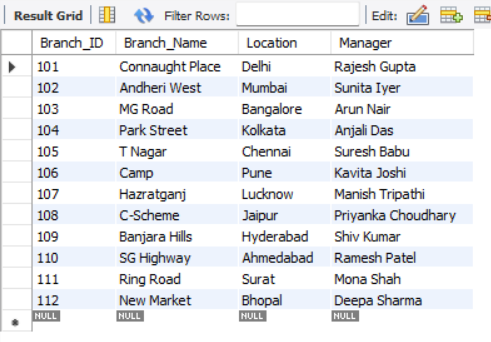 Result Grid Filter Rows: Edit:
Branch_ID Branch_Name Location Manager
101 Connaught Place Delhi Rajesh Gupta
102 Andheri West Mumbai Sunita Iyer
103 MG Road Bangalore Arun Nair
104 Park Street Kolkata Anjali Das
105 T Nagar Chennai Suresh Babu
106 Camp Pune Kavita Joshi
107 Hazratganj Lucknow Manish Tripathi
108 C-Scheme Jaipur Priyanka Choudhary
109 Banjara Hills Hyderabad Shiv Kumar
110 SG Highway Ahmedabad Ramesh Patel
111 Ring Road Surat Mona Shah
112 New Market Bhopal Deepa Sharma
NULL NULL NULL NULL